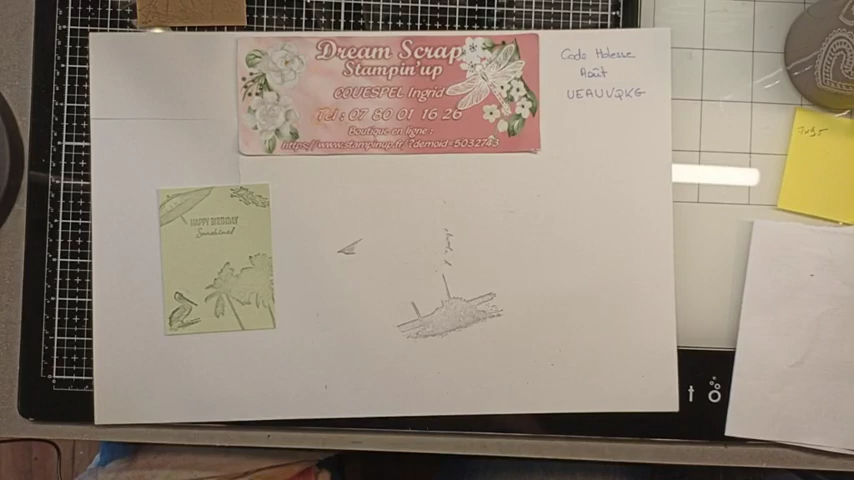 Dream Scrap
Stampin'up
COUESPEL Ingrid
Tel : 07 80 01 16 26
Boutique en ligne :
https://www.stampinup.fr/?demoid=5032743
Code Hôtesse
Août
UEAUVQKG
HAPPY BIRTHDAY
Sunshine!